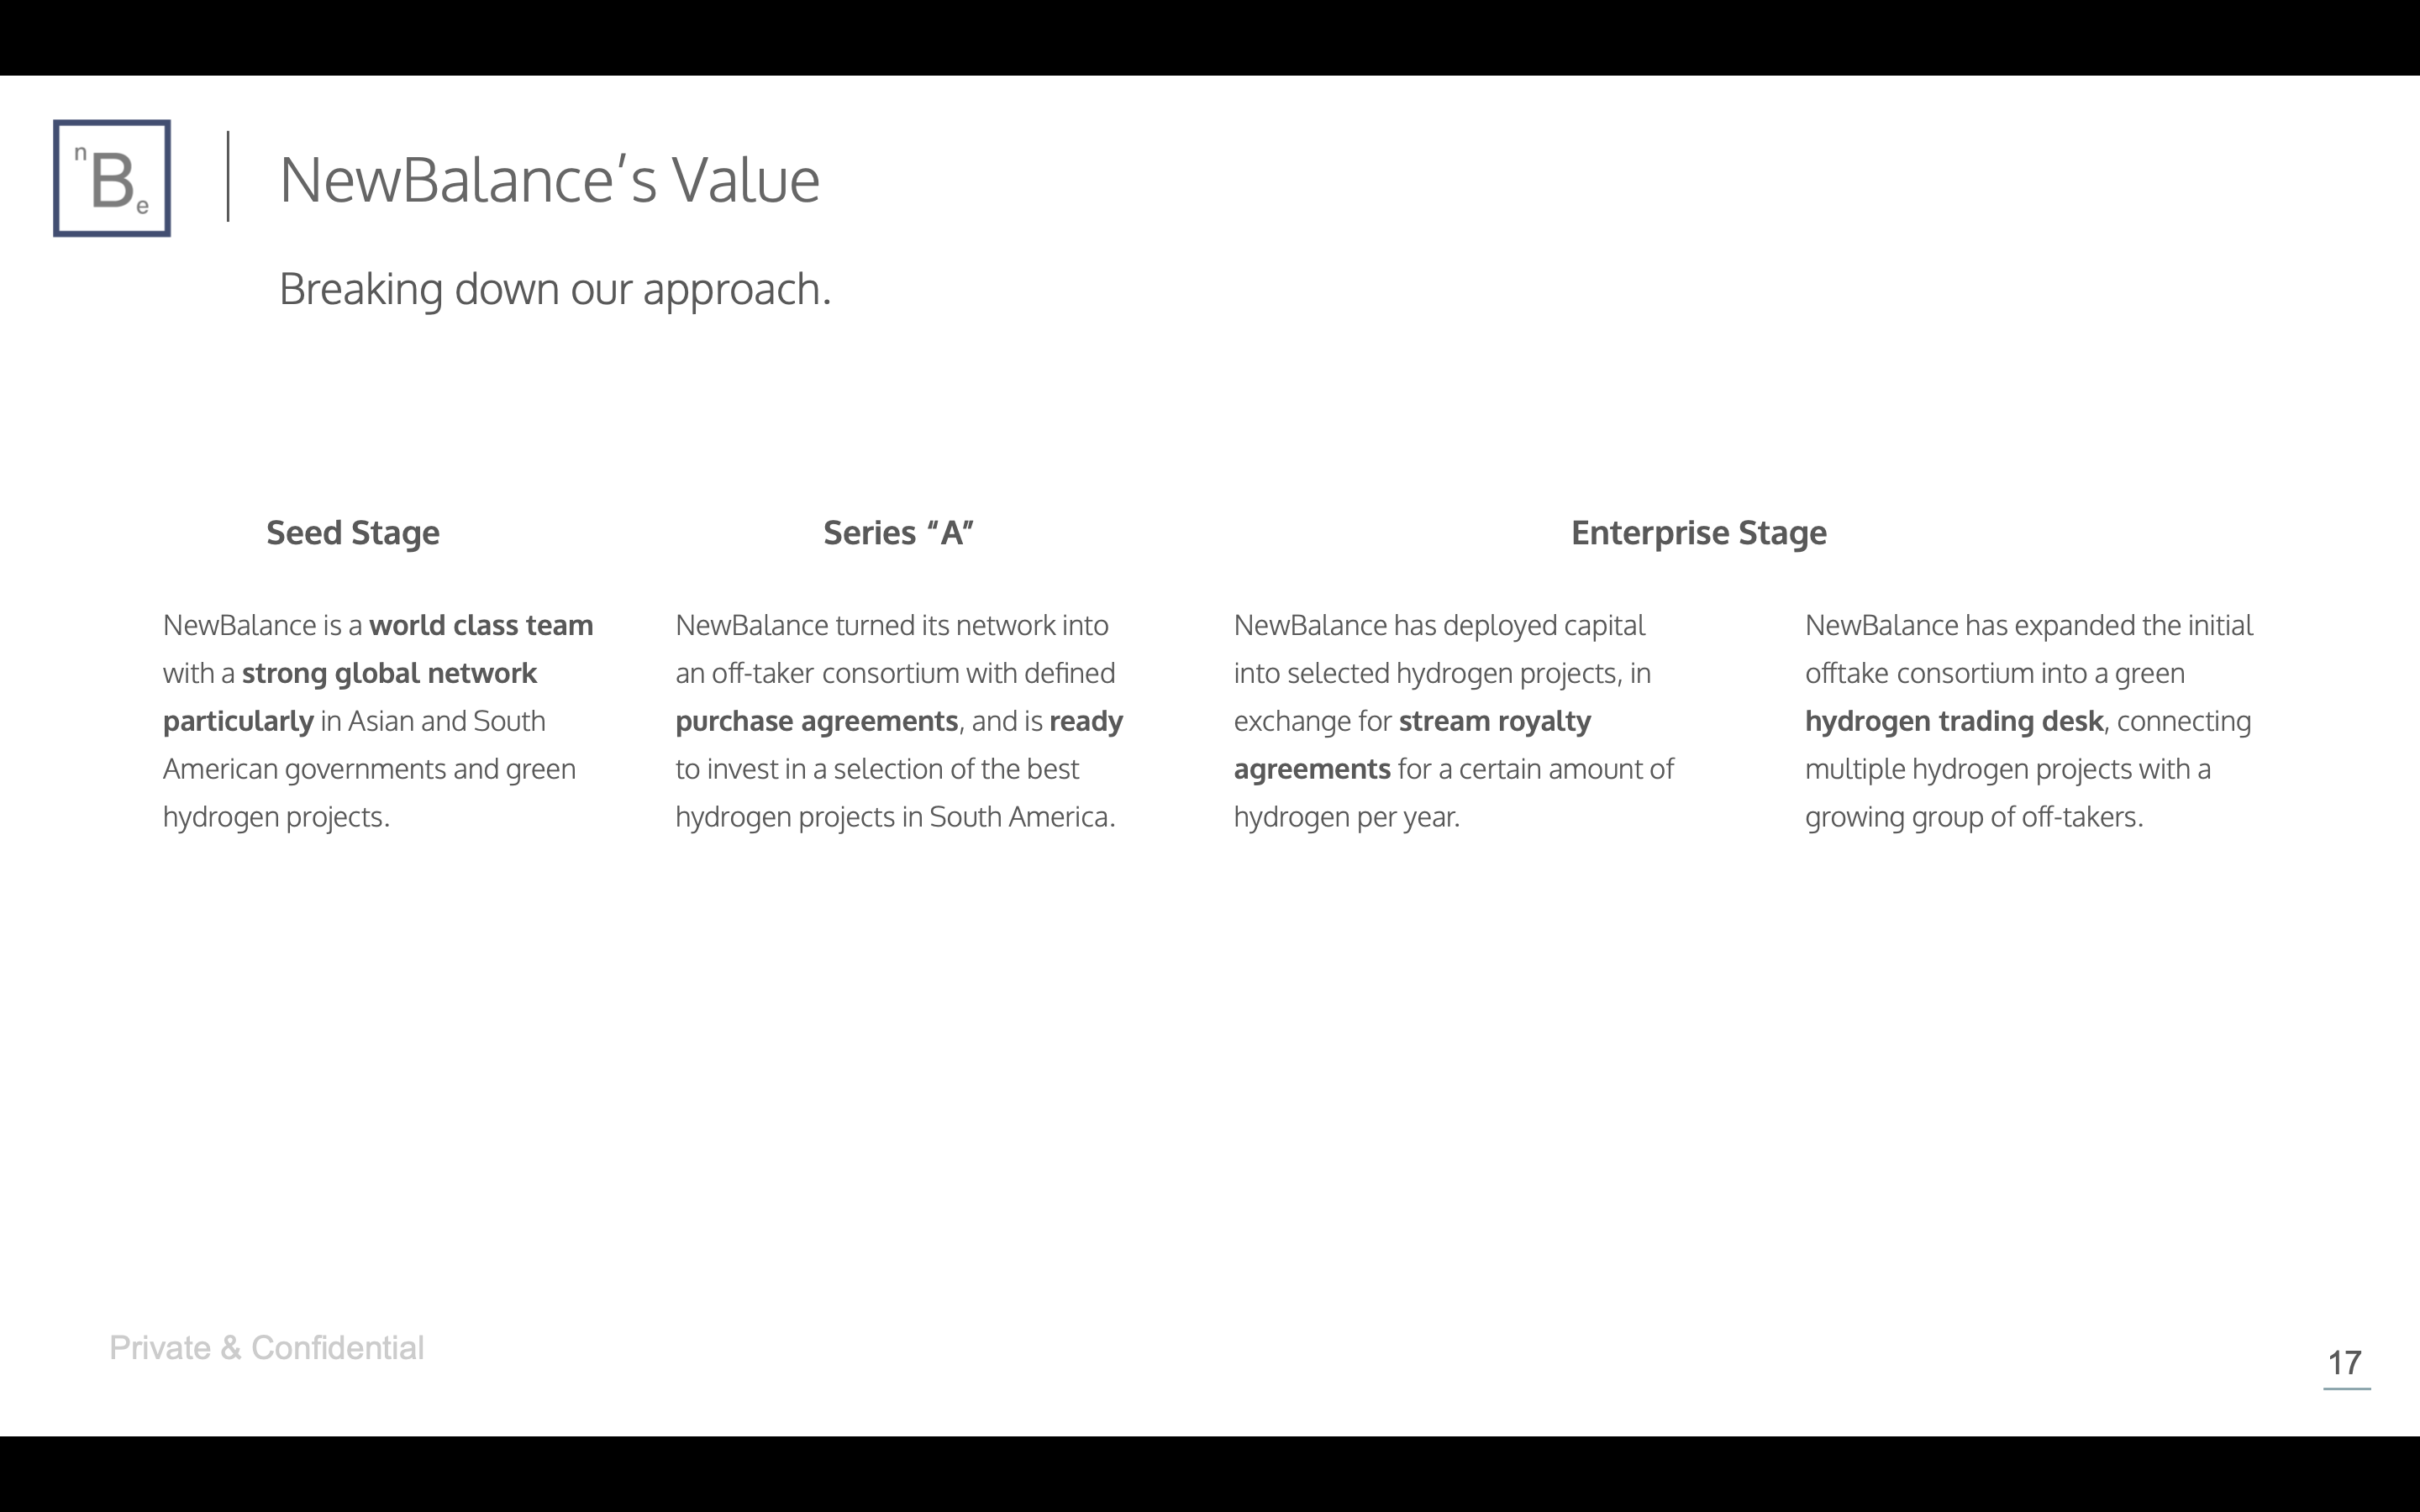 n
B
e
NewBalance’s Value
Breaking down our approach.
Seed Stage
NewBalance is a world class team
with a strong global network
particularly in Asian and South
American governments and green
hydrogen projects.
Series “A”
NewBalance turned its network into
an off-taker consortium with defined
purchase agreements, and is ready
to invest in a selection of the best
hydrogen projects in South America.
Enterprise Stage
NewBalance has deployed capital
into selected hydrogen projects, in
exchange for stream royalty
agreements for a certain amount of
hydrogen per year.
NewBalance has expanded the initial
offtake consortium into a green
hydrogen trading desk, connecting
multiple hydrogen projects with a
growing group of off-takers.
Private & Confidential
17